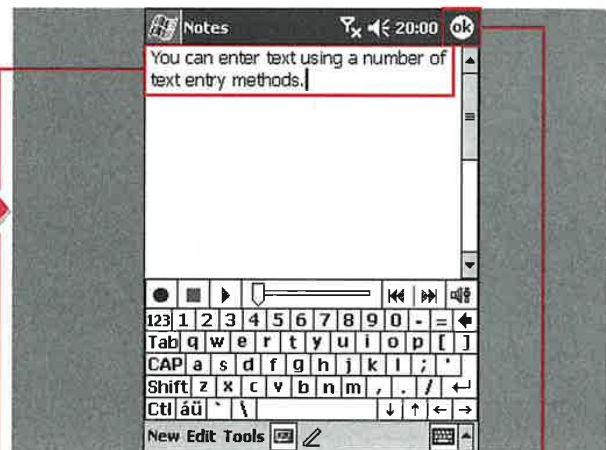 Notes 20:00 ok
You can enter text using a number of
text entry methods.
123 1 2 3 4 5 6 7 8 9 0 - =
Tab q w e r t y u i o p [ ]
CAP a s d f g h j k l ; '
Shift z x c v b n m , . /
Ctl áü ` \
New Edit Tools